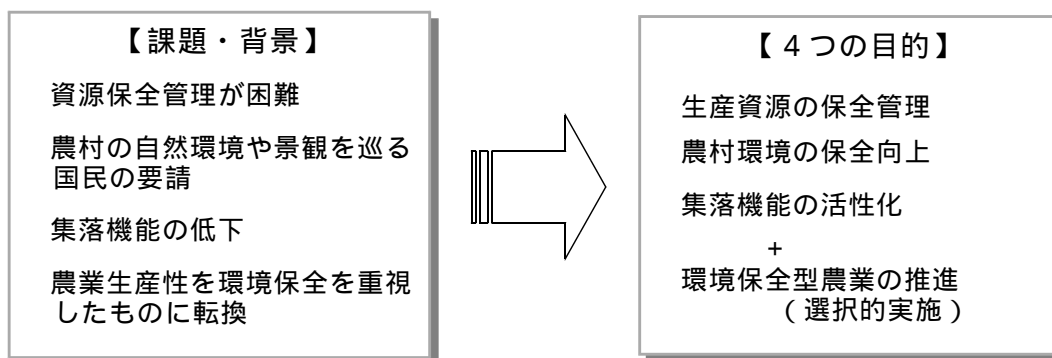 【課題・背景】
資源保全管理が困難
農村の自然環境や景観を巡る
国民の要請
集落機能の低下
農業生産性を環境保全を重視
したものに転換
【４つの目的】
生産資源の保全管理
農村環境の保全向上
集落機能の活性化
+
環境保全型農業の推進
（選択的実施）